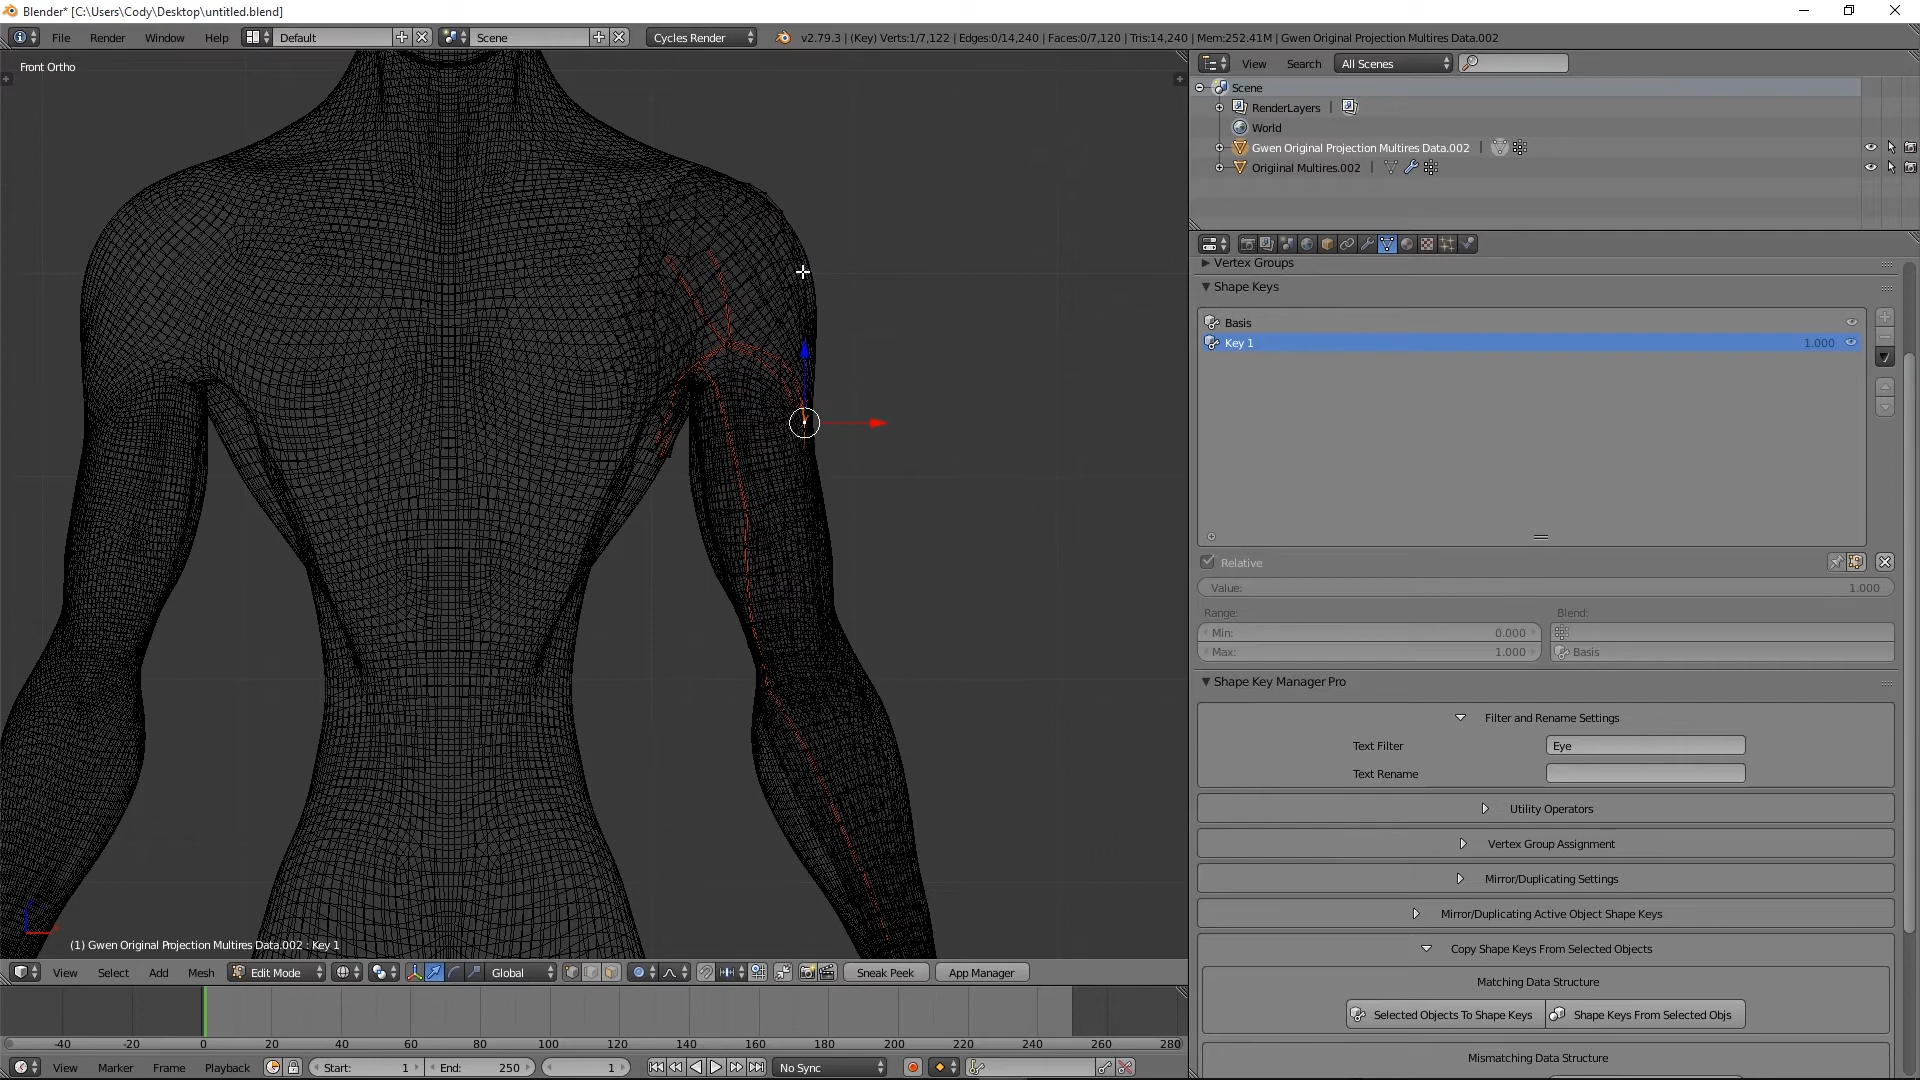 Blender* [C:\Users\Cody\Desktop\untitled.blend]
File Render Window Help Default Scene Cycles Render v2.79.3 | (Key) Verts:1/7,122 | Edges:0/14,240 | Faces:0/7,120 | Tris:14,240 | Mem:252.41M | Gwen Original Projection Multires Data.002
Front Ortho
View Search All Scenes
Scene
RenderLayers |
World
Gwen Original Projection Multires Data.002 |
Origiinal Multires.002 |
Vertex Groups
Shape Keys
Basis
Key 1 1.000
Relative
Value: 1.000
Range: Blend:
Min: 0.000
Max: 1.000 Basis
Shape Key Manager Pro
Filter and Rename Settings
Text Filter Eye
Text Rename
Utility Operators
Vertex Group Assignment
Mirror/Duplicating Settings
Mirror/Duplicating Active Object Shape Keys
Copy Shape Keys From Selected Objects
Matching Data Structure
Selected Objects To Shape Keys Shape Keys From Selected Objs
Mismatching Data Structure
(1) Gwen Original Projection Multires Data.002 : Key 1
View Select Add Mesh Edit Mode Global Sneak Peek App Manager
-40 -20 0 20 40 60 80 100 120 140 160 180 200 220 240 260 280
View Marker Frame Playback Start: 1 End: 250 1 No Sync